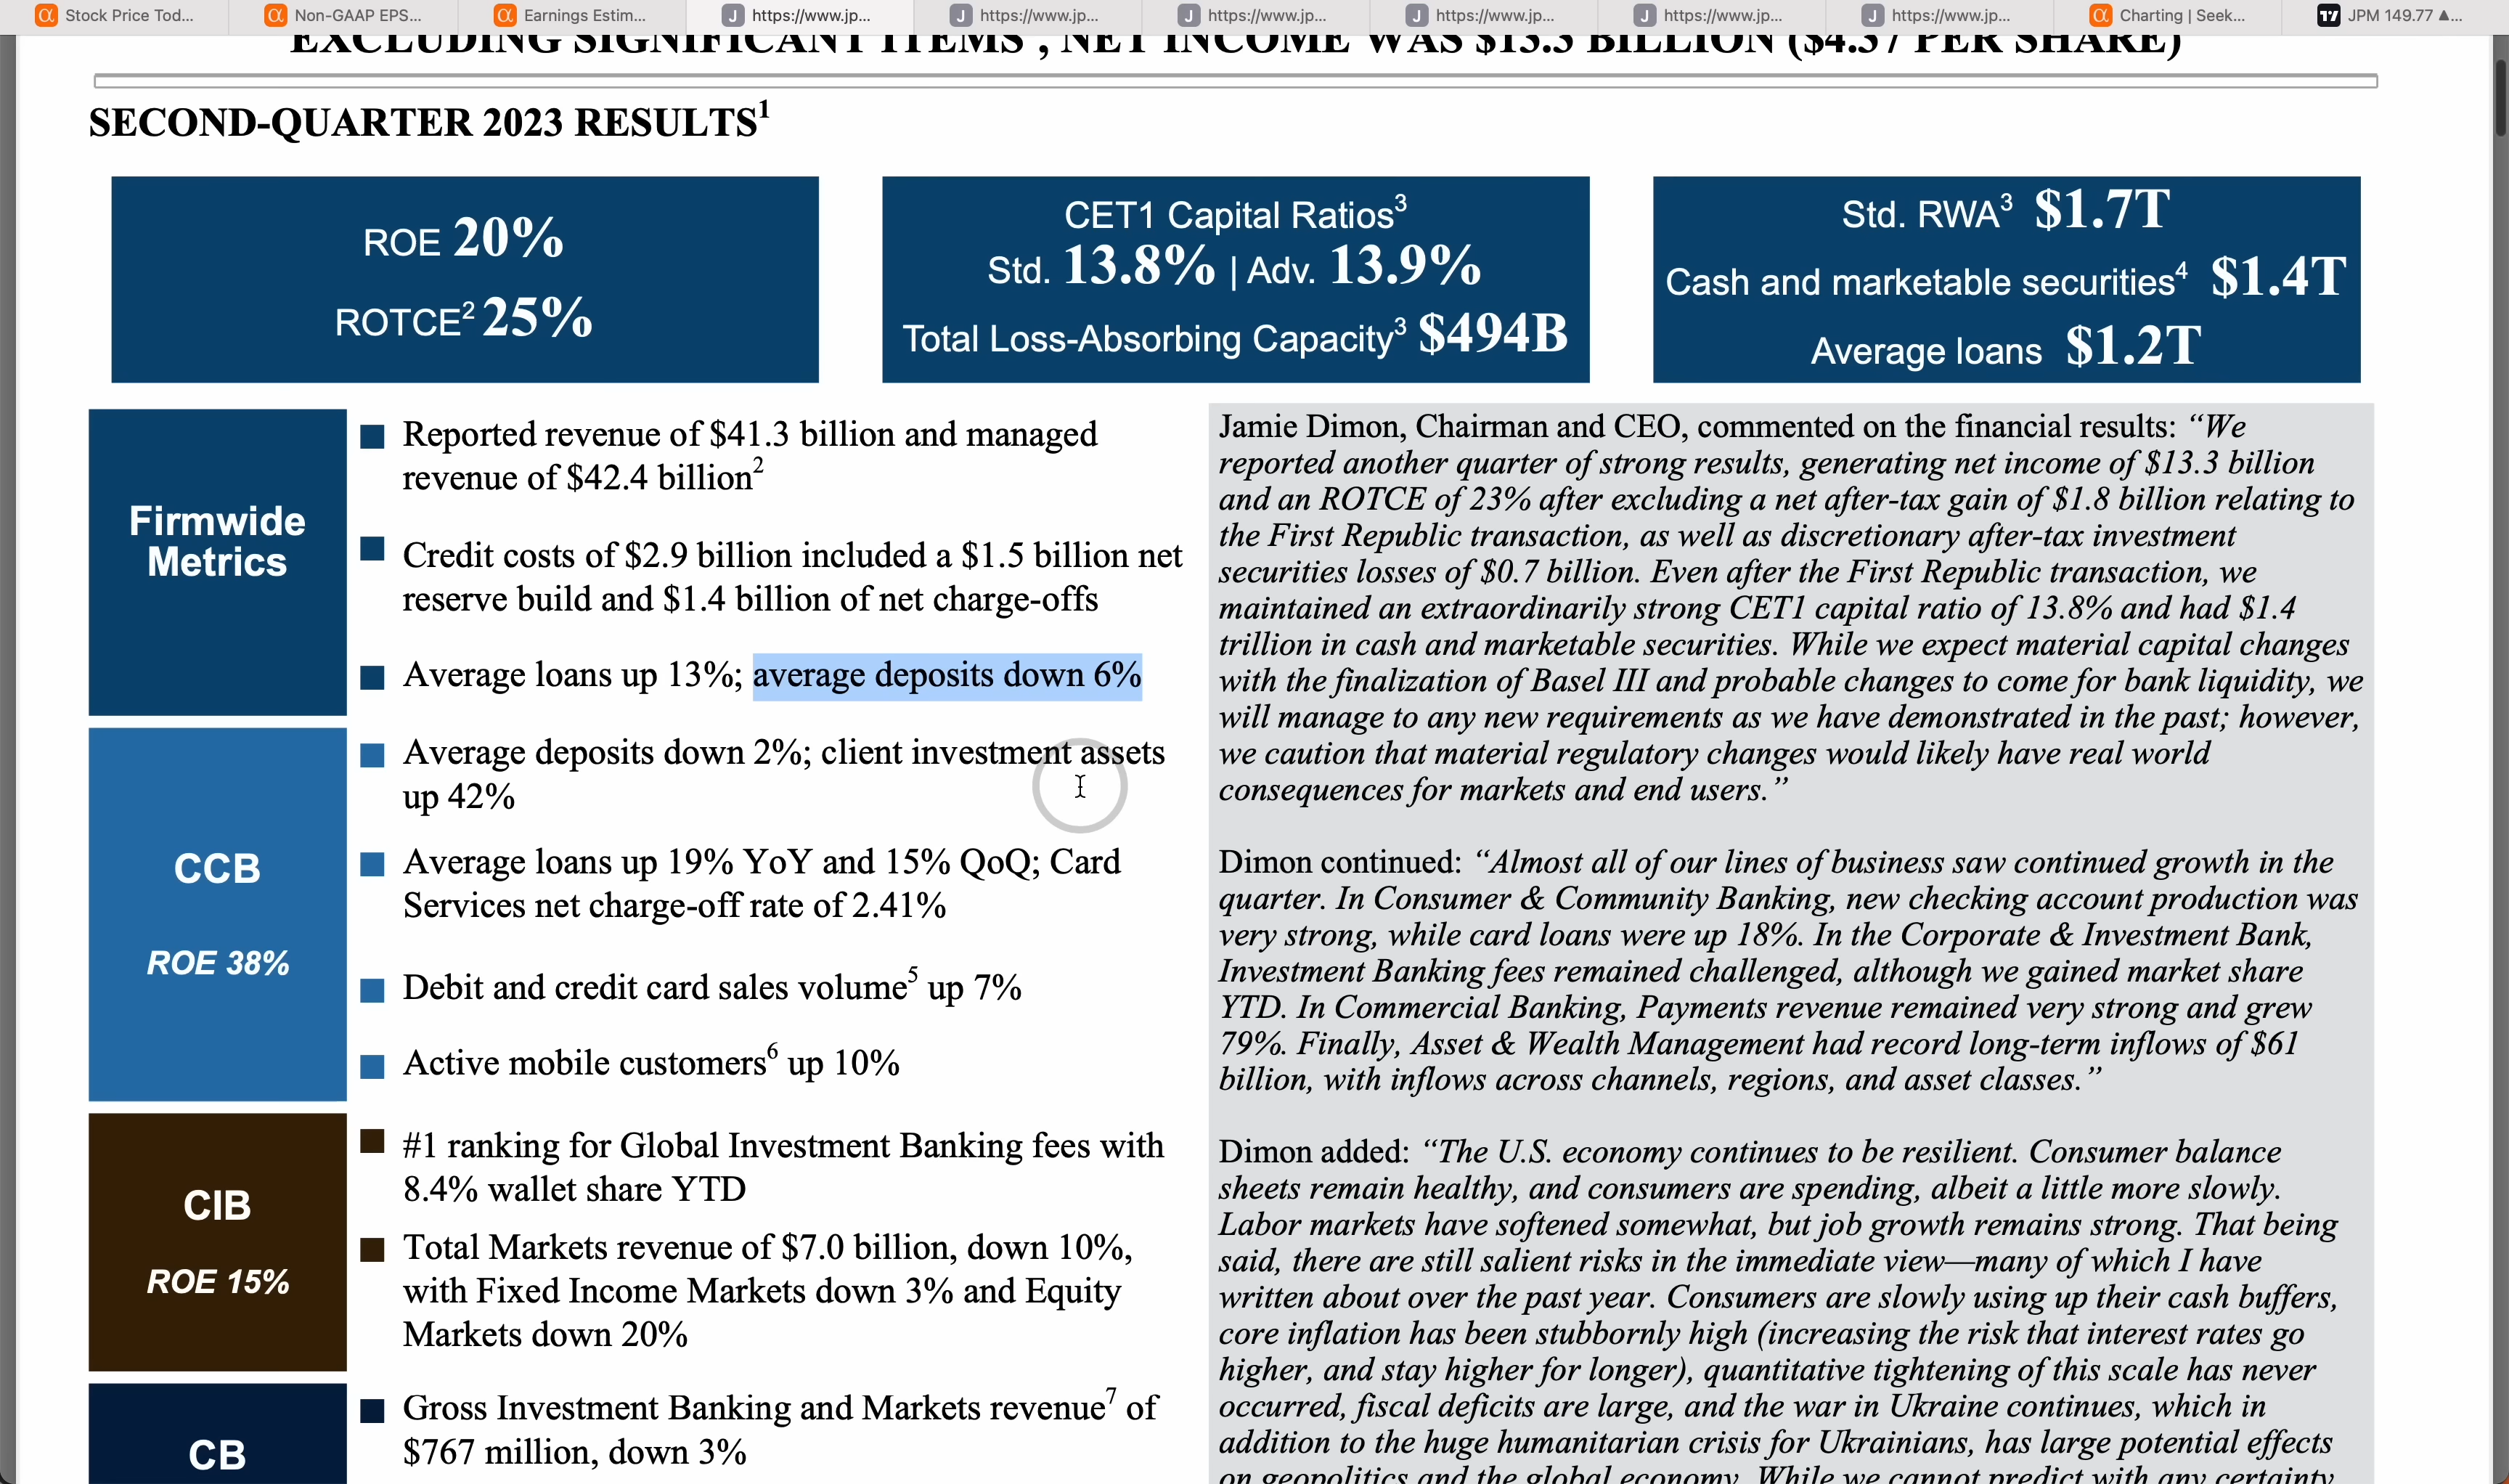 Stock Price Tod...
Non-GAAP EPS...
Earnings Estim...
https://www.jp...
https://www.jp...
https://www.jp...
https://www.jp...
https://www.jp...
https://www.jp...
Charting | Seek...
JPM 149.77 ▲...
EXCLUDING SIGNIFICANT ITEMS , NET INCOME WAS $13.3 BILLION ($4.37 PER SHARE)
SECOND-QUARTER 2023 RESULTS¹
ROE 20%
ROTCE² 25%
CET1 Capital Ratios³
Std. 13.8% | Adv. 13.9%
Total Loss-Absorbing Capacity³ $494B
Std. RWA³ $1.7T
Cash and marketable securities⁴ $1.4T
Average loans $1.2T
Firmwide
Metrics
■ Reported revenue of $41.3 billion and managed
revenue of $42.4 billion²
■ Credit costs of $2.9 billion included a $1.5 billion net
reserve build and $1.4 billion of net charge-offs
■ Average loans up 13%; average deposits down 6%
CCB
ROE 38%
■ Average deposits down 2%; client investment assets
up 42%
■ Average loans up 19% YoY and 15% QoQ; Card
Services net charge-off rate of 2.41%
■ Debit and credit card sales volume⁵ up 7%
■ Active mobile customers⁶ up 10%
CIB
ROE 15%
■ #1 ranking for Global Investment Banking fees with
8.4% wallet share YTD
■ Total Markets revenue of $7.0 billion, down 10%,
with Fixed Income Markets down 3% and Equity
Markets down 20%
CB
■ Gross Investment Banking and Markets revenue⁷ of
$767 million, down 3%
Jamie Dimon, Chairman and CEO, commented on the financial results: “We
reported another quarter of strong results, generating net income of $13.3 billion
and an ROTCE of 23% after excluding a net after-tax gain of $1.8 billion relating to
the First Republic transaction, as well as discretionary after-tax investment
securities losses of $0.7 billion. Even after the First Republic transaction, we
maintained an extraordinarily strong CET1 capital ratio of 13.8% and had $1.4
trillion in cash and marketable securities. While we expect material capital changes
with the finalization of Basel III and probable changes to come for bank liquidity, we
will manage to any new requirements as we have demonstrated in the past; however,
we caution that material regulatory changes would likely have real world
consequences for markets and end users.”
Dimon continued: “Almost all of our lines of business saw continued growth in the
quarter. In Consumer & Community Banking, new checking account production was
very strong, while card loans were up 18%. In the Corporate & Investment Bank,
Investment Banking fees remained challenged, although we gained market share
YTD. In Commercial Banking, Payments revenue remained very strong and grew
79%. Finally, Asset & Wealth Management had record long-term inflows of $61
billion, with inflows across channels, regions, and asset classes.”
Dimon added: “The U.S. economy continues to be resilient. Consumer balance
sheets remain healthy, and consumers are spending, albeit a little more slowly.
Labor markets have softened somewhat, but job growth remains strong. That being
said, there are still salient risks in the immediate view—many of which I have
written about over the past year. Consumers are slowly using up their cash buffers,
core inflation has been stubbornly high (increasing the risk that interest rates go
higher, and stay higher for longer), quantitative tightening of this scale has never
occurred, fiscal deficits are large, and the war in Ukraine continues, which in
addition to the huge humanitarian crisis for Ukrainians, has large potential effects
on geopolitics and the global economy. While we cannot predict with any certainty